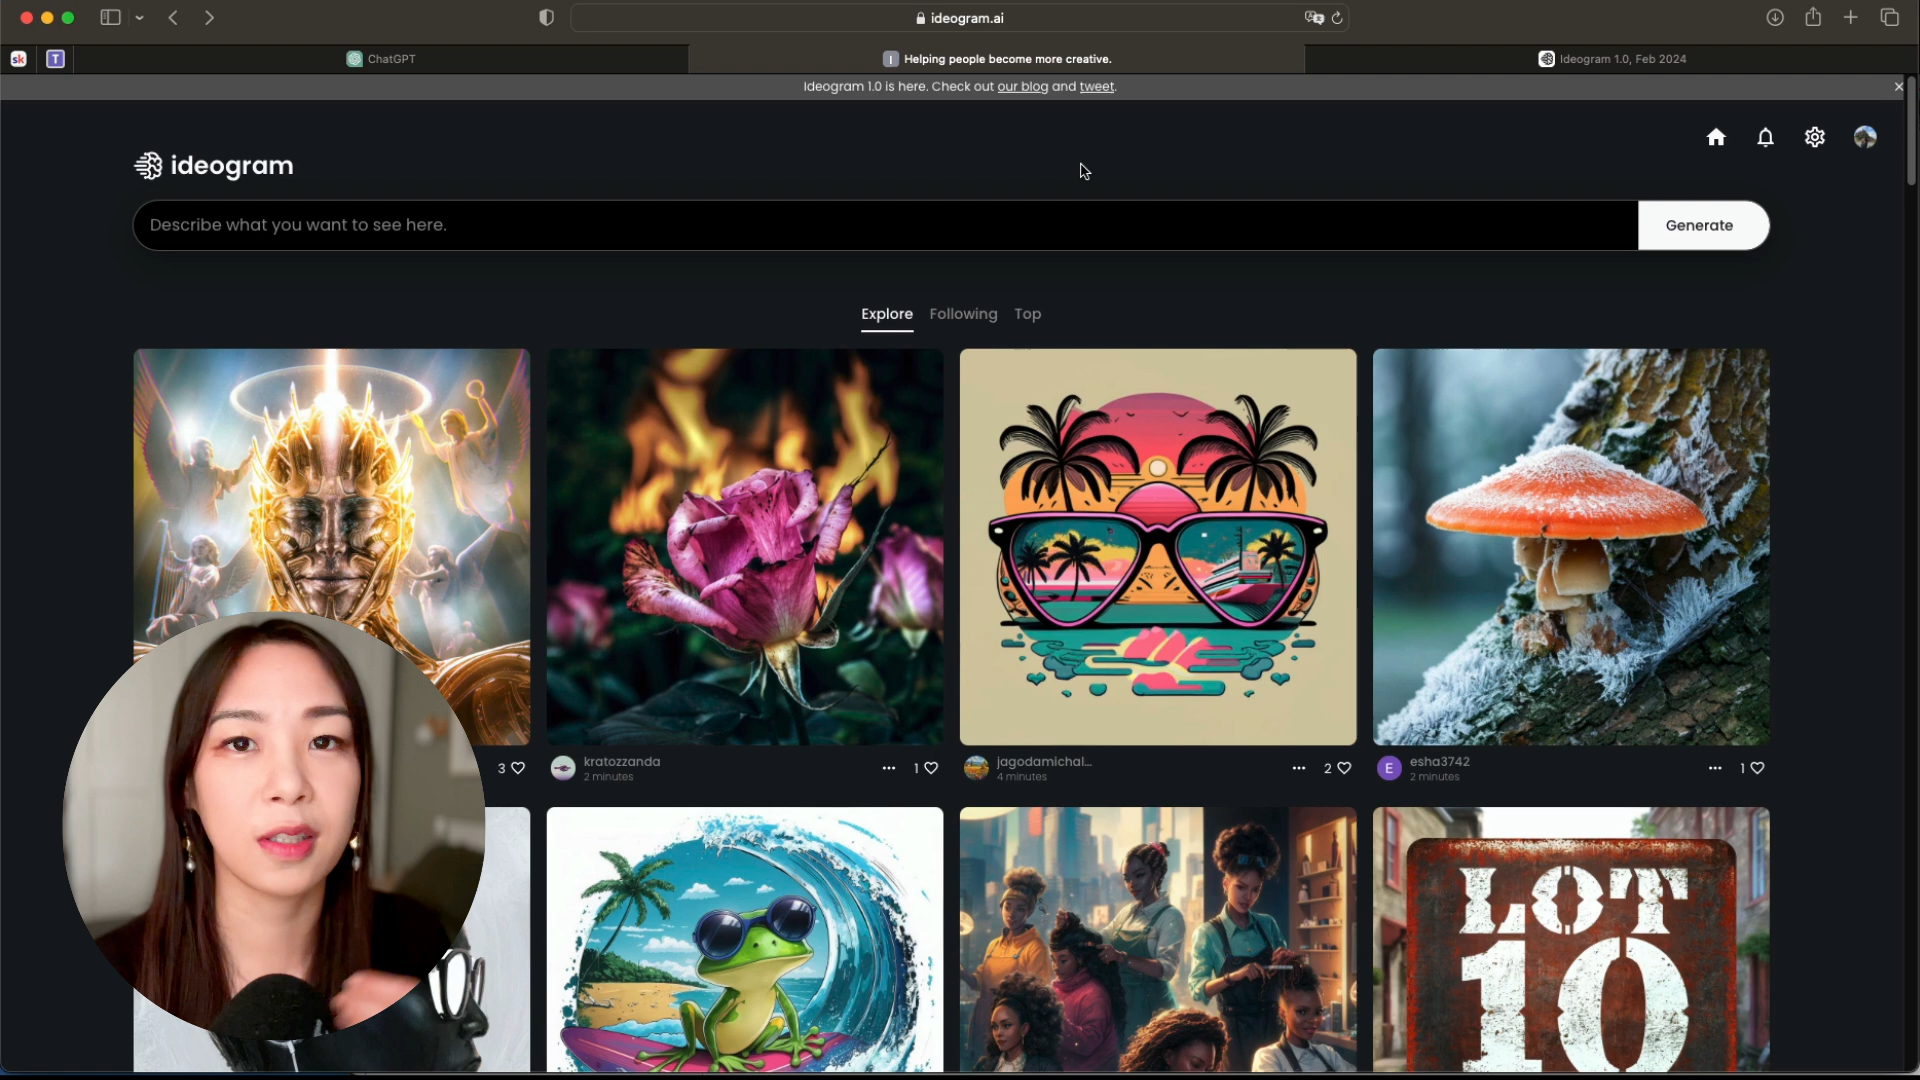 ideogram.ai
sk
T
ChatGPT
I Helping people become more creative.
Ideogram 1.0, Feb 2024
Ideogram 1.0 is here. Check out our blog and tweet.
ideogram
Describe what you want to see here.
Generate
Explore Following Top
3
kratozzanda
2 minutes
1
jagodamichal...
4 minutes
2
E
esha3742
2 minutes
1
LOT
10